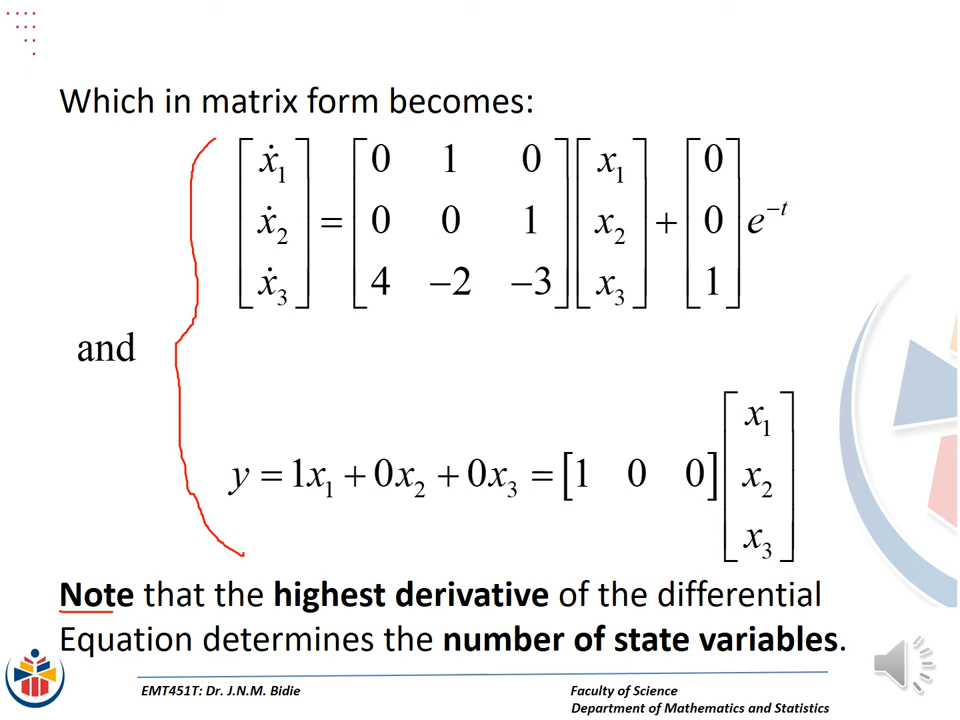 Which in matrix form becomes:
[ẋ₁; ẋ₂; ẋ₃] = [0 1 0; 0 0 1; 4 −2 −3] [x₁; x₂; x₃] + [0; 0; 1] e⁻ᵗ
and
y = 1x₁ + 0x₂ + 0x₃ = [1 0 0] [x₁; x₂; x₃]
Note that the highest derivative of the differential
Equation determines the number of state variables.
EMT451T: Dr. J.N.M. Bidie
Faculty of Science
Department of Mathematics and Statistics